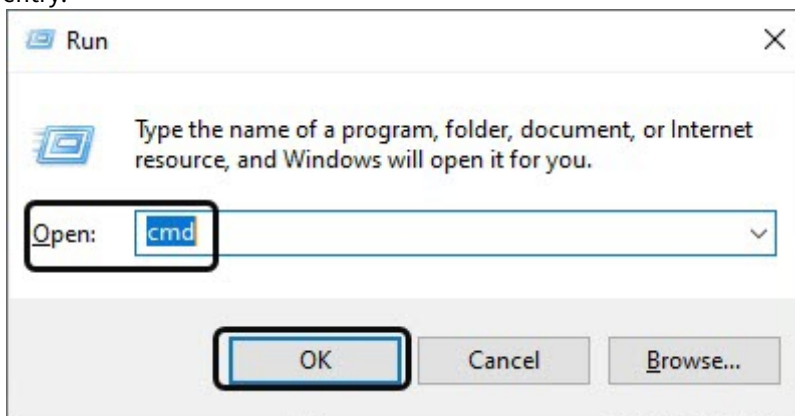 entry.
Run
Type the name of a program, folder, document, or Internet
resource, and Windows will open it for you.
Open: cmd
OK Cancel Browse...